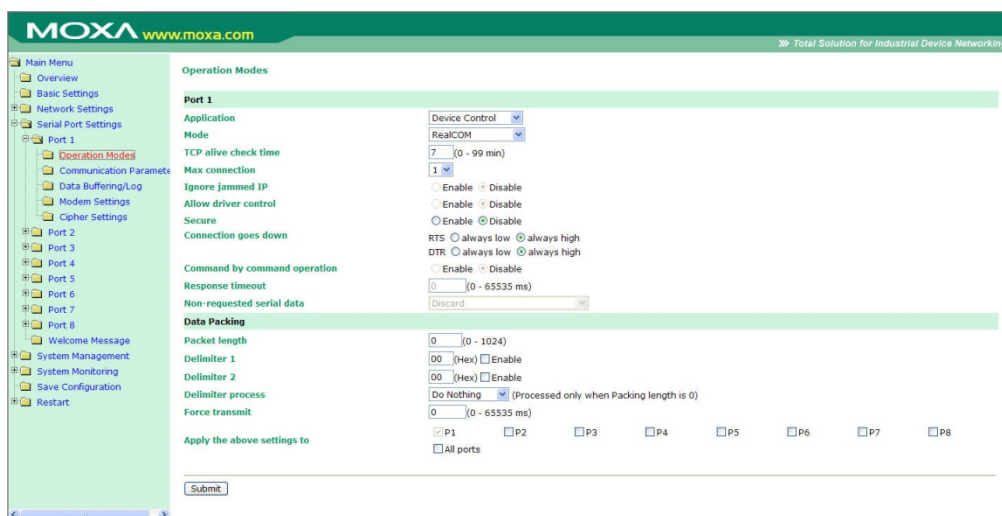 MOXA www.moxa.com
Total Solution for Industrial Device Networkin
Main Menu
Overview
Basic Settings
Network Settings
Serial Port Settings
Port 1
Operation Modes
Communication Paramete
Data Buffering/Log
Modem Settings
Cipher Settings
Port 2
Port 3
Port 4
Port 5
Port 6
Port 7
Port 8
Welcome Message
System Management
System Monitoring
Save Configuration
Restart
Operation Modes
Port 1
Application Device Control
Mode RealCOM
TCP alive check time 7 (0 - 99 min)
Max connection 1
Ignore jammed IP Enable Disable
Allow driver control Enable Disable
Secure Enable Disable
Connection goes down RTS always low always high
DTR always low always high
Command by command operation Enable Disable
Response timeout 0 (0 - 65535 ms)
Non-requested serial data Discard
Data Packing
Packet length 0 (0 - 1024)
Delimiter 1 00 (Hex) Enable
Delimiter 2 00 (Hex) Enable
Delimiter process Do Nothing (Processed only when Packing length is 0)
Force transmit 0 (0 - 65535 ms)
Apply the above settings to P1 P2 P3 P4 P5 P6 P7 P8
All ports
Submit